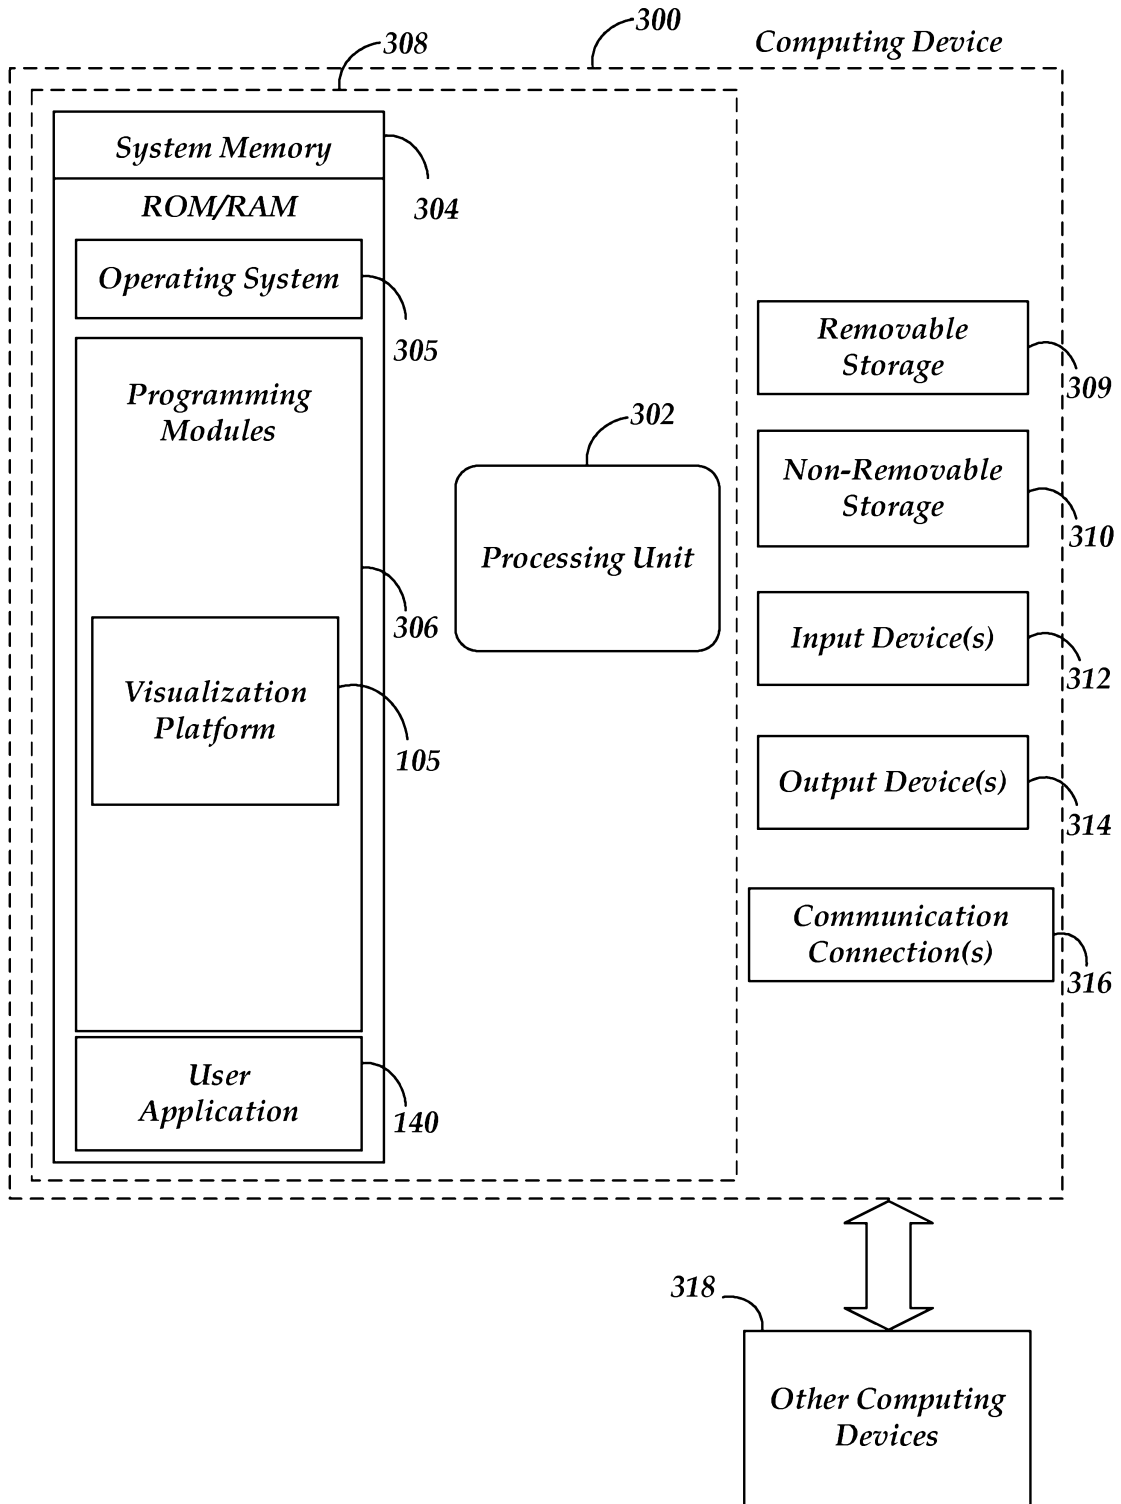 300
Computing Device
308
System Memory
304
ROM/RAM
Operating System
305
Programming
Modules
306
Visualization
Platform
105
User
Application
140
302
Processing Unit
Removable
Storage
309
Non-Removable
Storage
310
Input Device(s)
312
Output Device(s)
314
Communication
Connection(s)
316
318
Other Computing
Devices